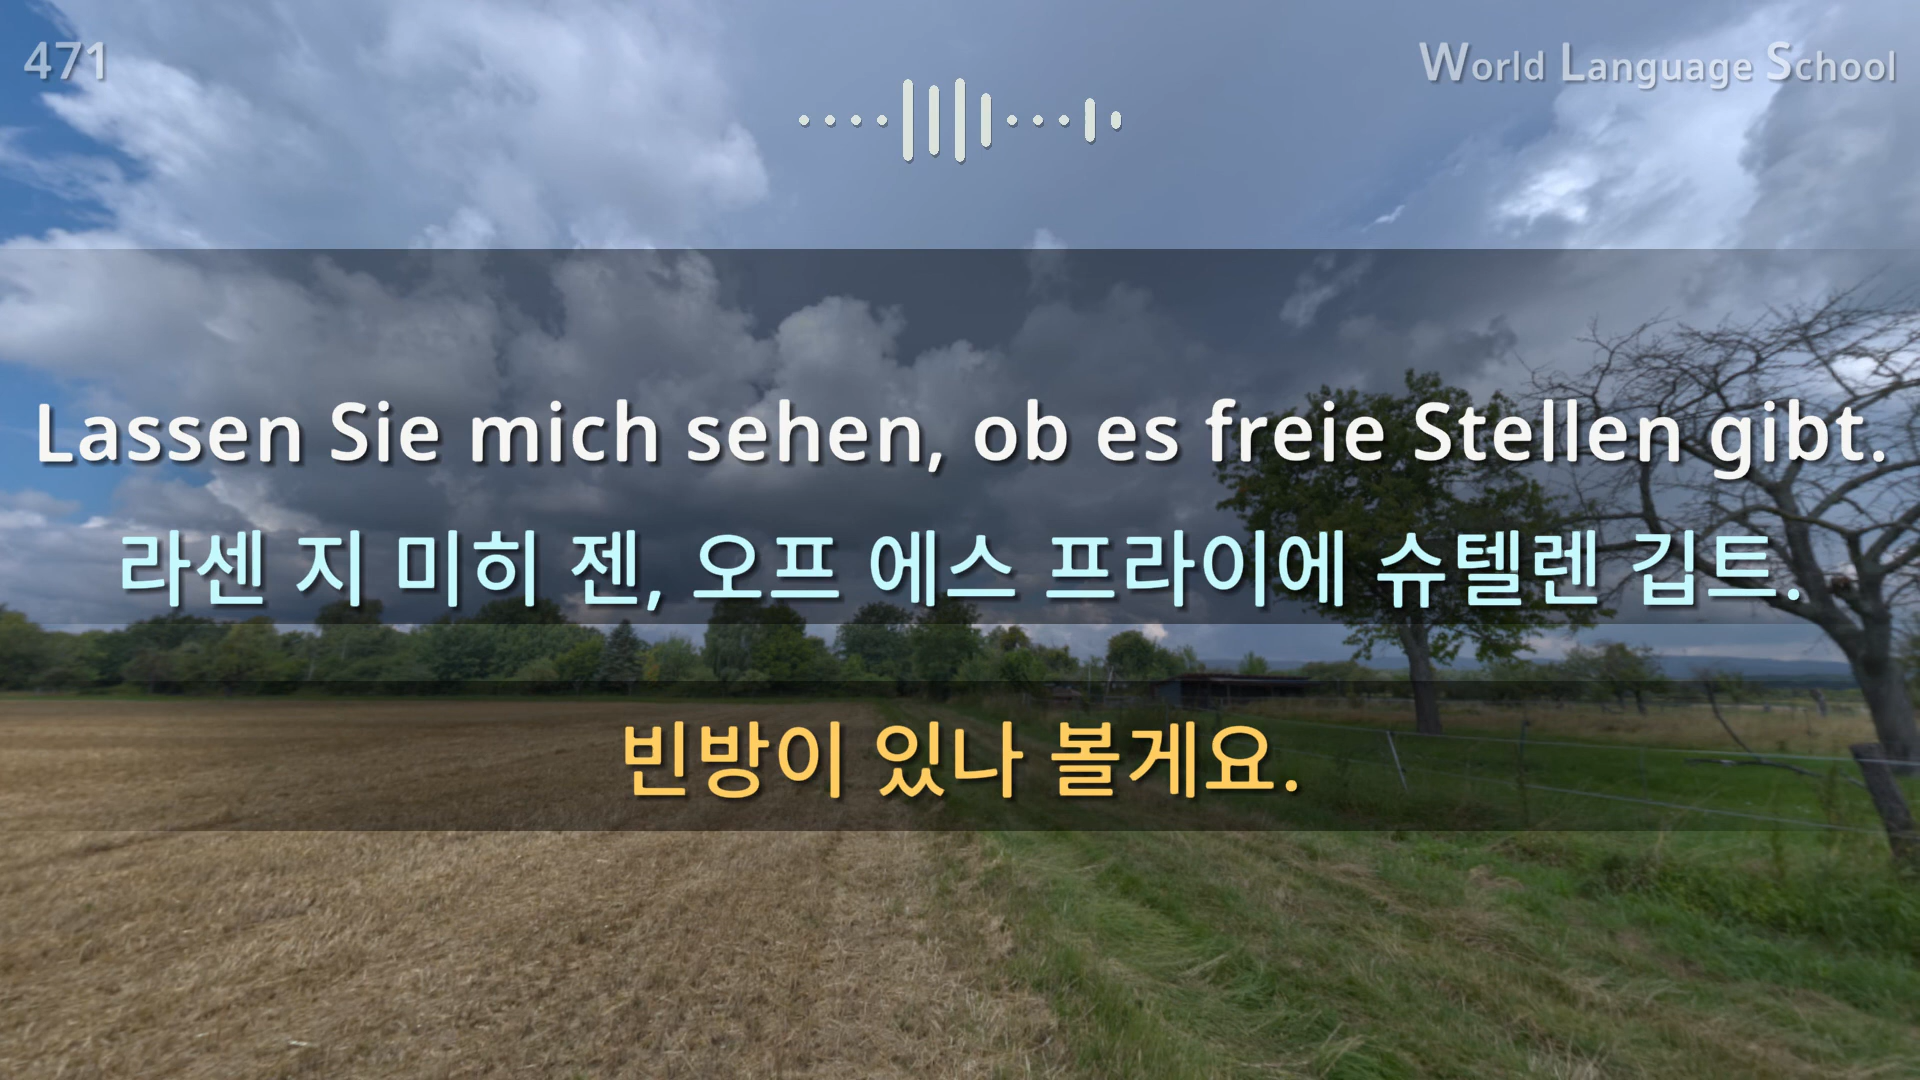 471
World Language School
Lassen Sie mich sehen, ob es freie Stellen gibt.
라센 지 미히 젠, 오프 에스 프라이에 슈텔렌 깁트.
빈방이 있나 볼게요.